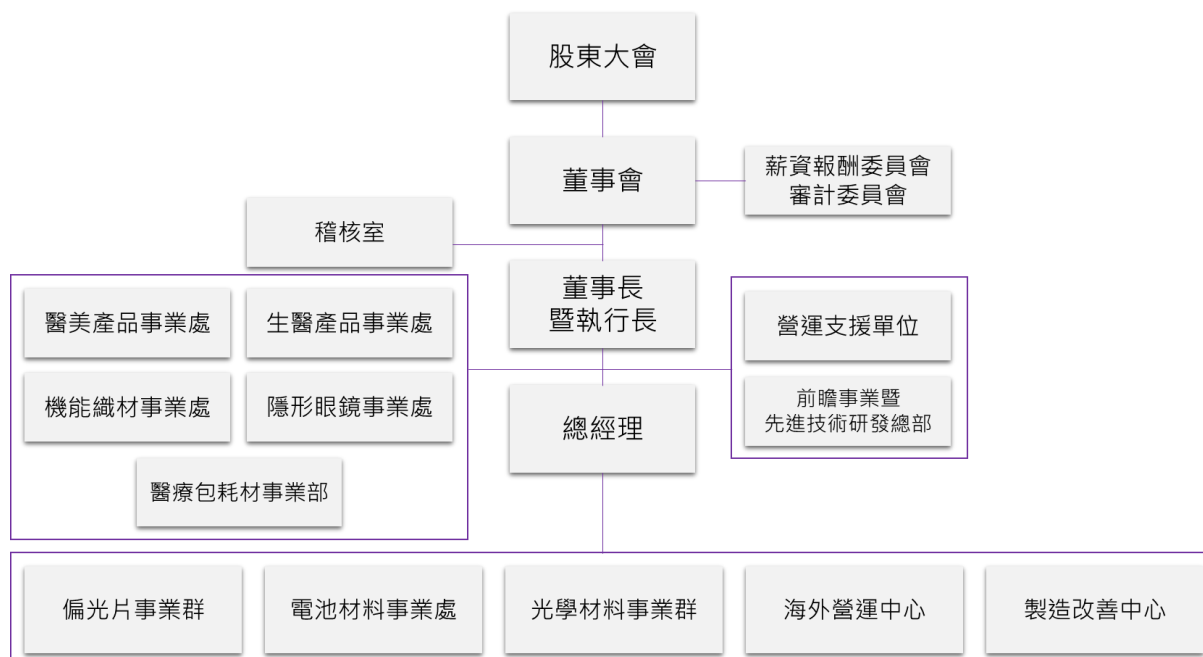 股東大會
董事會
薪資報酬委員會
審計委員會
稽核室
董事長
暨執行長
醫美產品事業處
生醫產品事業處
營運支援單位
機能織材事業處
隱形眼鏡事業處
總經理
前瞻事業暨
先進技術研發總部
醫療包耗材事業部
偏光片事業群
電池材料事業處
光學材料事業群
海外營運中心
製造改善中心